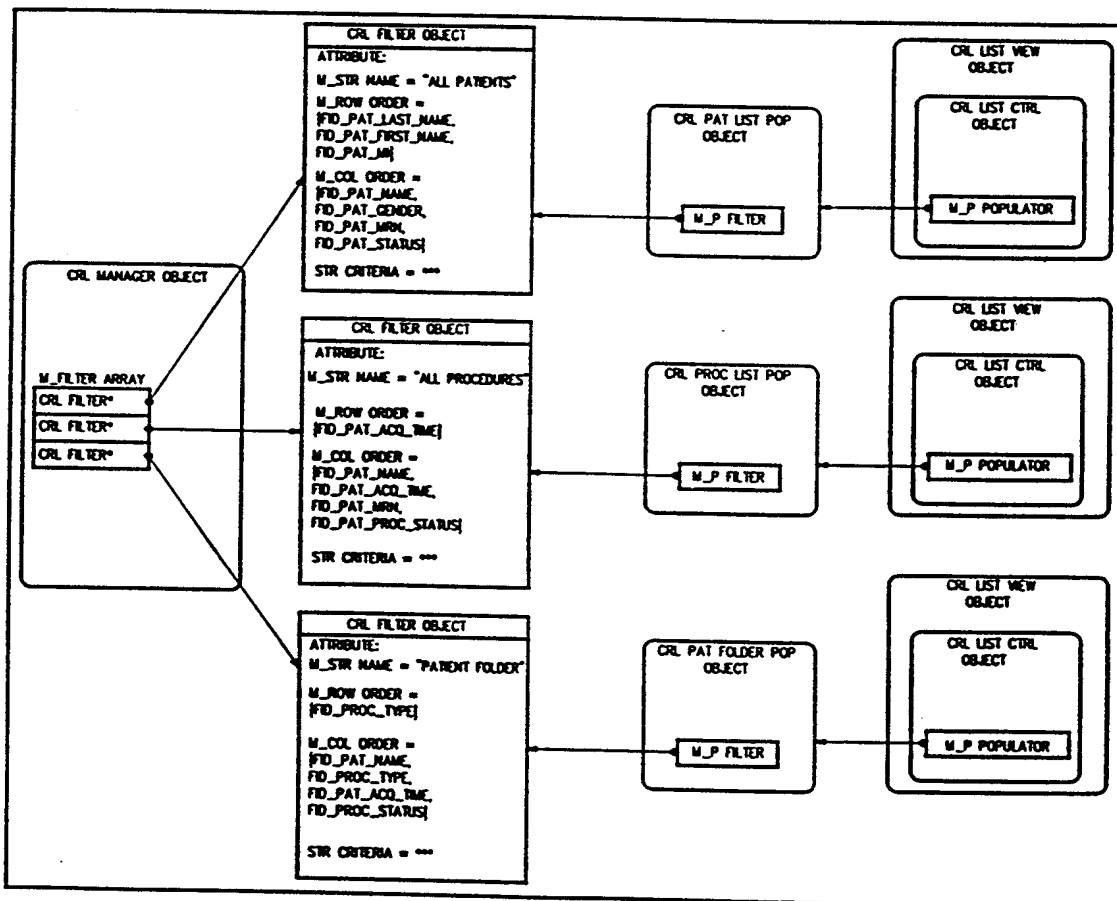 CRL FILTER OBJECT
ATTRIBUTE:
M_STR NAME = "ALL PATIENTS"
M_ROW ORDER =
[FID_PAT_LAST_NAME,
FID_PAT_FIRST_NAME,
FID_PAT_MI]
M_COL ORDER =
[FID_PAT_NAME,
FID_PAT_GENDER,
FID_PAT_MRN,
FID_PAT_STATUS]
STR CRITERIA = ***
CRL PAT LIST POP
OBJECT
M_P FILTER
CRL LIST VIEW
OBJECT
CRL LIST CTRL
OBJECT
M_P POPULATOR
CRL MANAGER OBJECT
M_FILTER ARRAY
CRL FILTER*
CRL FILTER*
CRL FILTER*
CRL FILTER OBJECT
ATTRIBUTE:
M_STR NAME = "ALL PROCEDURES"
M_ROW ORDER =
[FID_PAT_ACQ_TIME]
M_COL ORDER =
[FID_PAT_NAME,
FID_PAT_ACQ_TIME,
FID_PAT_MRN,
FID_PAT_PROC_STATUS]
STR CRITERIA = ***
CRL PROC LIST POP
OBJECT
M_P FILTER
CRL LIST VIEW
OBJECT
CRL LIST CTRL
OBJECT
M_P POPULATOR
CRL FILTER OBJECT
ATTRIBUTE:
M_STR NAME = "PATIENT FOLDER"
M_ROW ORDER =
[FID_PROC_TYPE]
M_COL ORDER =
[FID_PAT_NAME,
FID_PROC_TYPE,
FID_PAT_ACQ_TIME,
FID_PROC_STATUS]
STR CRITERIA = ***
CRL PAT FOLDER POP
OBJECT
M_P FILTER
CRL LIST VIEW
OBJECT
CRL LIST CTRL
OBJECT
M_P POPULATOR